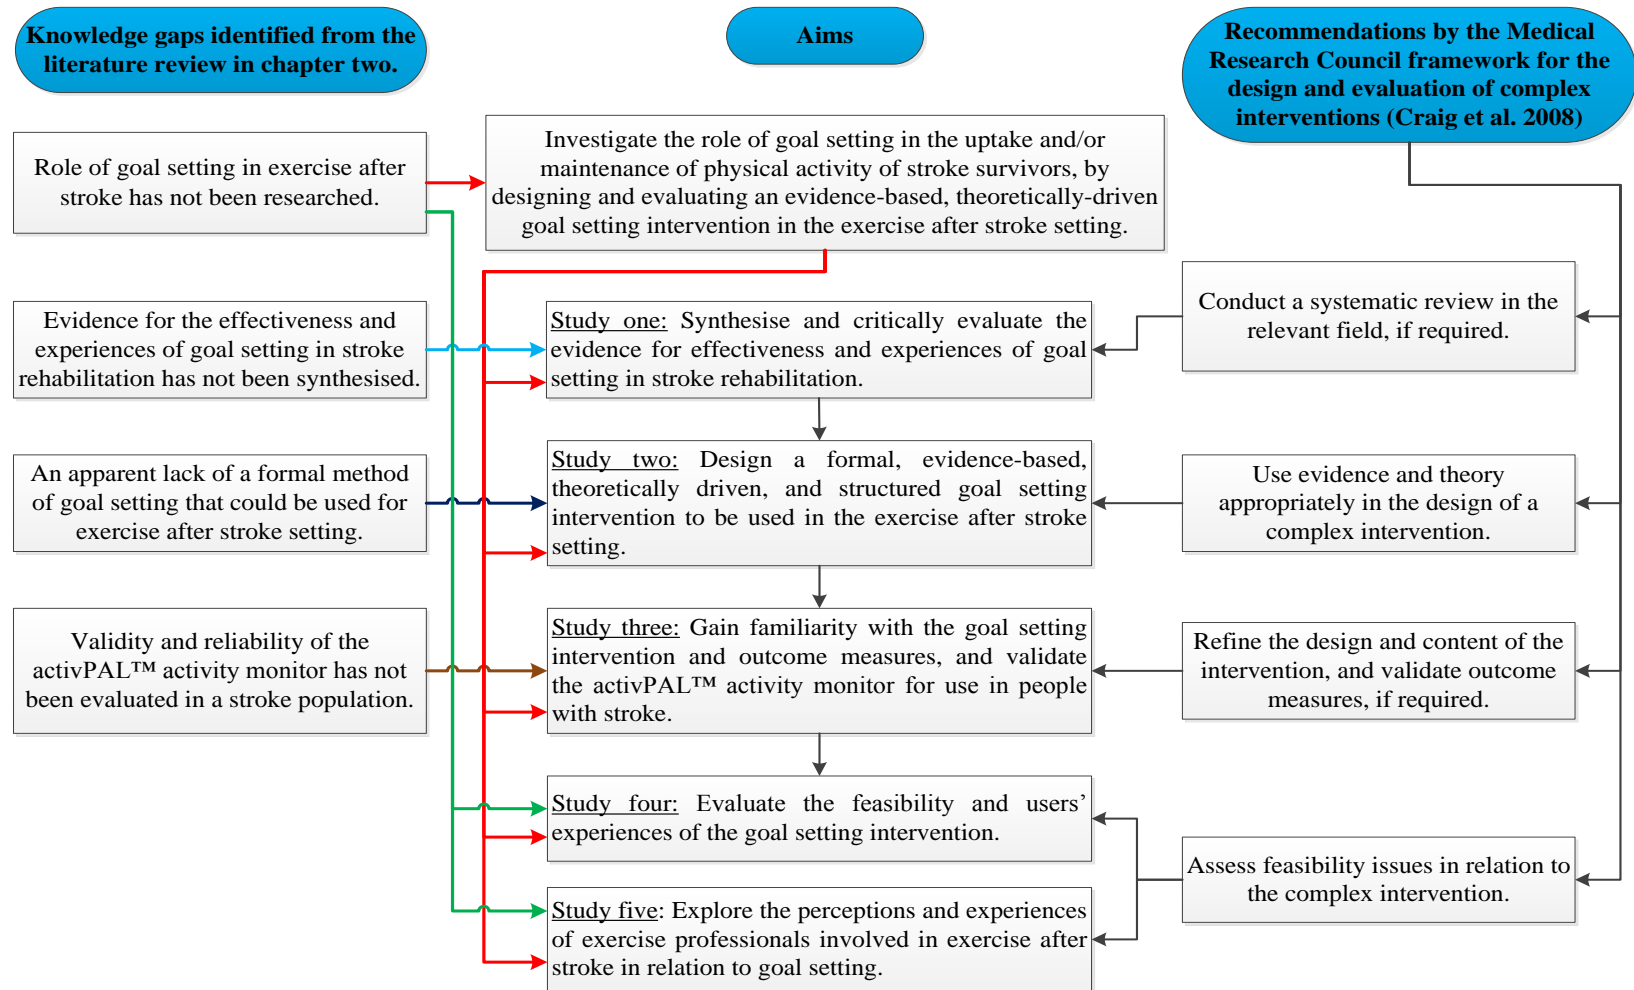 Knowledge gaps identified from the
literature review in chapter two.
Aims
Recommendations by the Medical
Research Council framework for the
design and evaluation of complex
interventions (Craig et al. 2008)
Role of goal setting in exercise after
stroke has not been researched.
Investigate the role of goal setting in the uptake and/or
maintenance of physical activity of stroke survivors, by
designing and evaluating an evidence-based, theoretically-driven
goal setting intervention in the exercise after stroke setting.
Evidence for the effectiveness and
experiences of goal setting in stroke
rehabilitation has not been synthesised.
Study one: Synthesise and critically evaluate the
evidence for effectiveness and experiences of goal
setting in stroke rehabilitation.
Conduct a systematic review in the
relevant field, if required.
An apparent lack of a formal method
of goal setting that could be used for
exercise after stroke setting.
Study two: Design a formal, evidence-based,
theoretically driven, and structured goal setting
intervention to be used in the exercise after stroke
setting.
Use evidence and theory
appropriately in the design of a
complex intervention.
Validity and reliability of the
activPAL™ activity monitor has not
been evaluated in a stroke population.
Study three: Gain familiarity with the goal setting
intervention and outcome measures, and validate
the activPAL™ activity monitor for use in people
with stroke.
Refine the design and content of the
intervention, and validate outcome
measures, if required.
Study four: Evaluate the feasibility and users’
experiences of the goal setting intervention.
Assess feasibility issues in relation to
the complex intervention.
Study five: Explore the perceptions and experiences
of exercise professionals involved in exercise after
stroke in relation to goal setting.